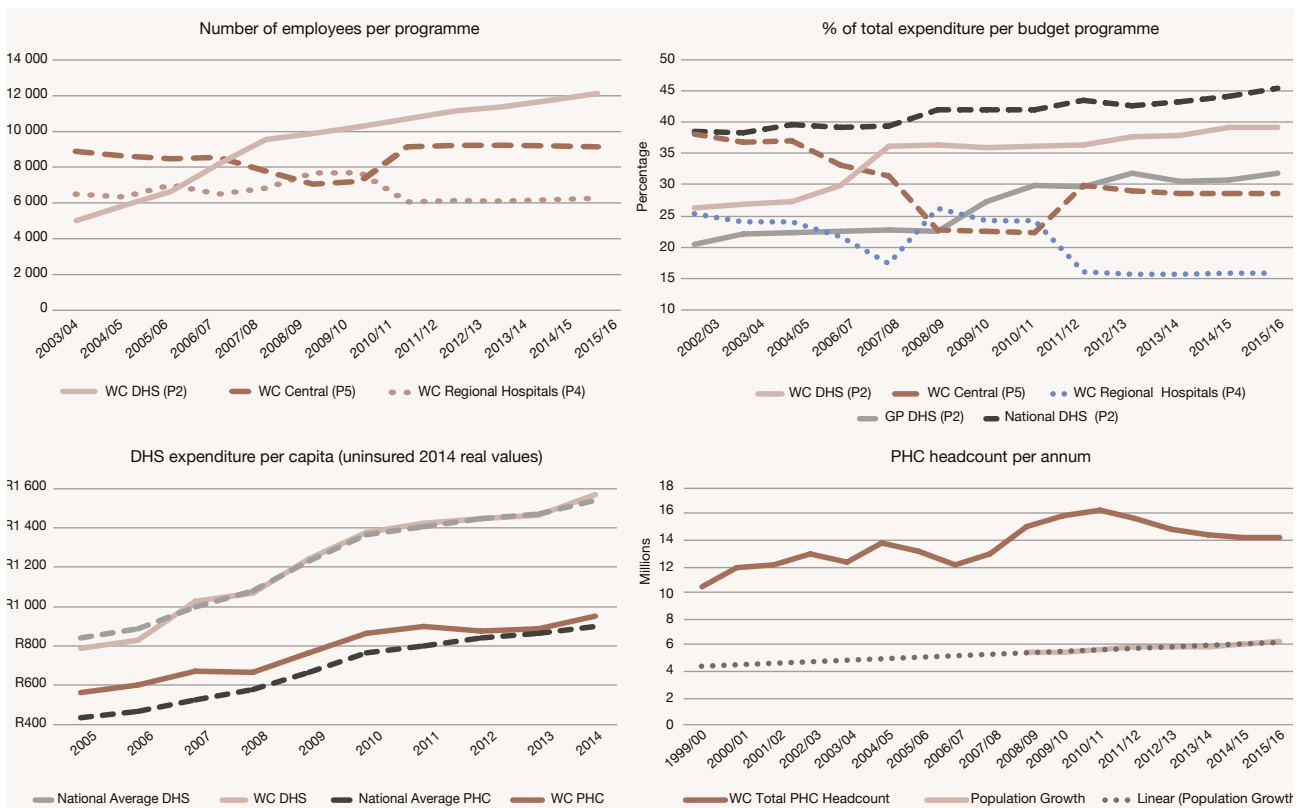 Number of employees per programme
14 000
12 000
10 000
8 000
6 000
4 000
2 000
0
2003/04
2004/05
2005/06
2006/07
2007/08
2008/09
2009/10
2010/11
2011/12
2012/13
2013/14
2014/15
2015/16
WC DHS (P2)
WC Central (P5)
WC Regional Hospitals (P4)
% of total expenditure per budget programme
Percentage
50
45
40
35
30
25
20
15
10
2002/03
2003/04
2004/05
2006/07
2007/08
2008/09
2009/10
2010/11
2011/12
2012/13
2013/14
2014/15
2015/16
WC DHS (P2)
WC Central (P5)
WC Regional Hospitals (P4)
GP DHS (P2)
National DHS (P2)
DHS expenditure per capita (uninsured 2014 real values)
R1 600
R1 400
R1 200
R1 000
R800
R600
R400
2005
2006
2007
2008
2009
2010
2011
2012
2013
2014
National Average DHS
WC DHS
National Average PHC
WC PHC
PHC headcount per annum
Millions
18
16
14
12
10
8
6
4
2
0
1999/00
2000/01
2001/02
2002/03
2003/04
2004/05
2005/06
2006/07
2007/08
2008/09
2009/10
2010/11
2011/12
2012/13
2013/14
2014/15
2015/16
WC Total PHC Headcount
Population Growth
Linear (Population Growth